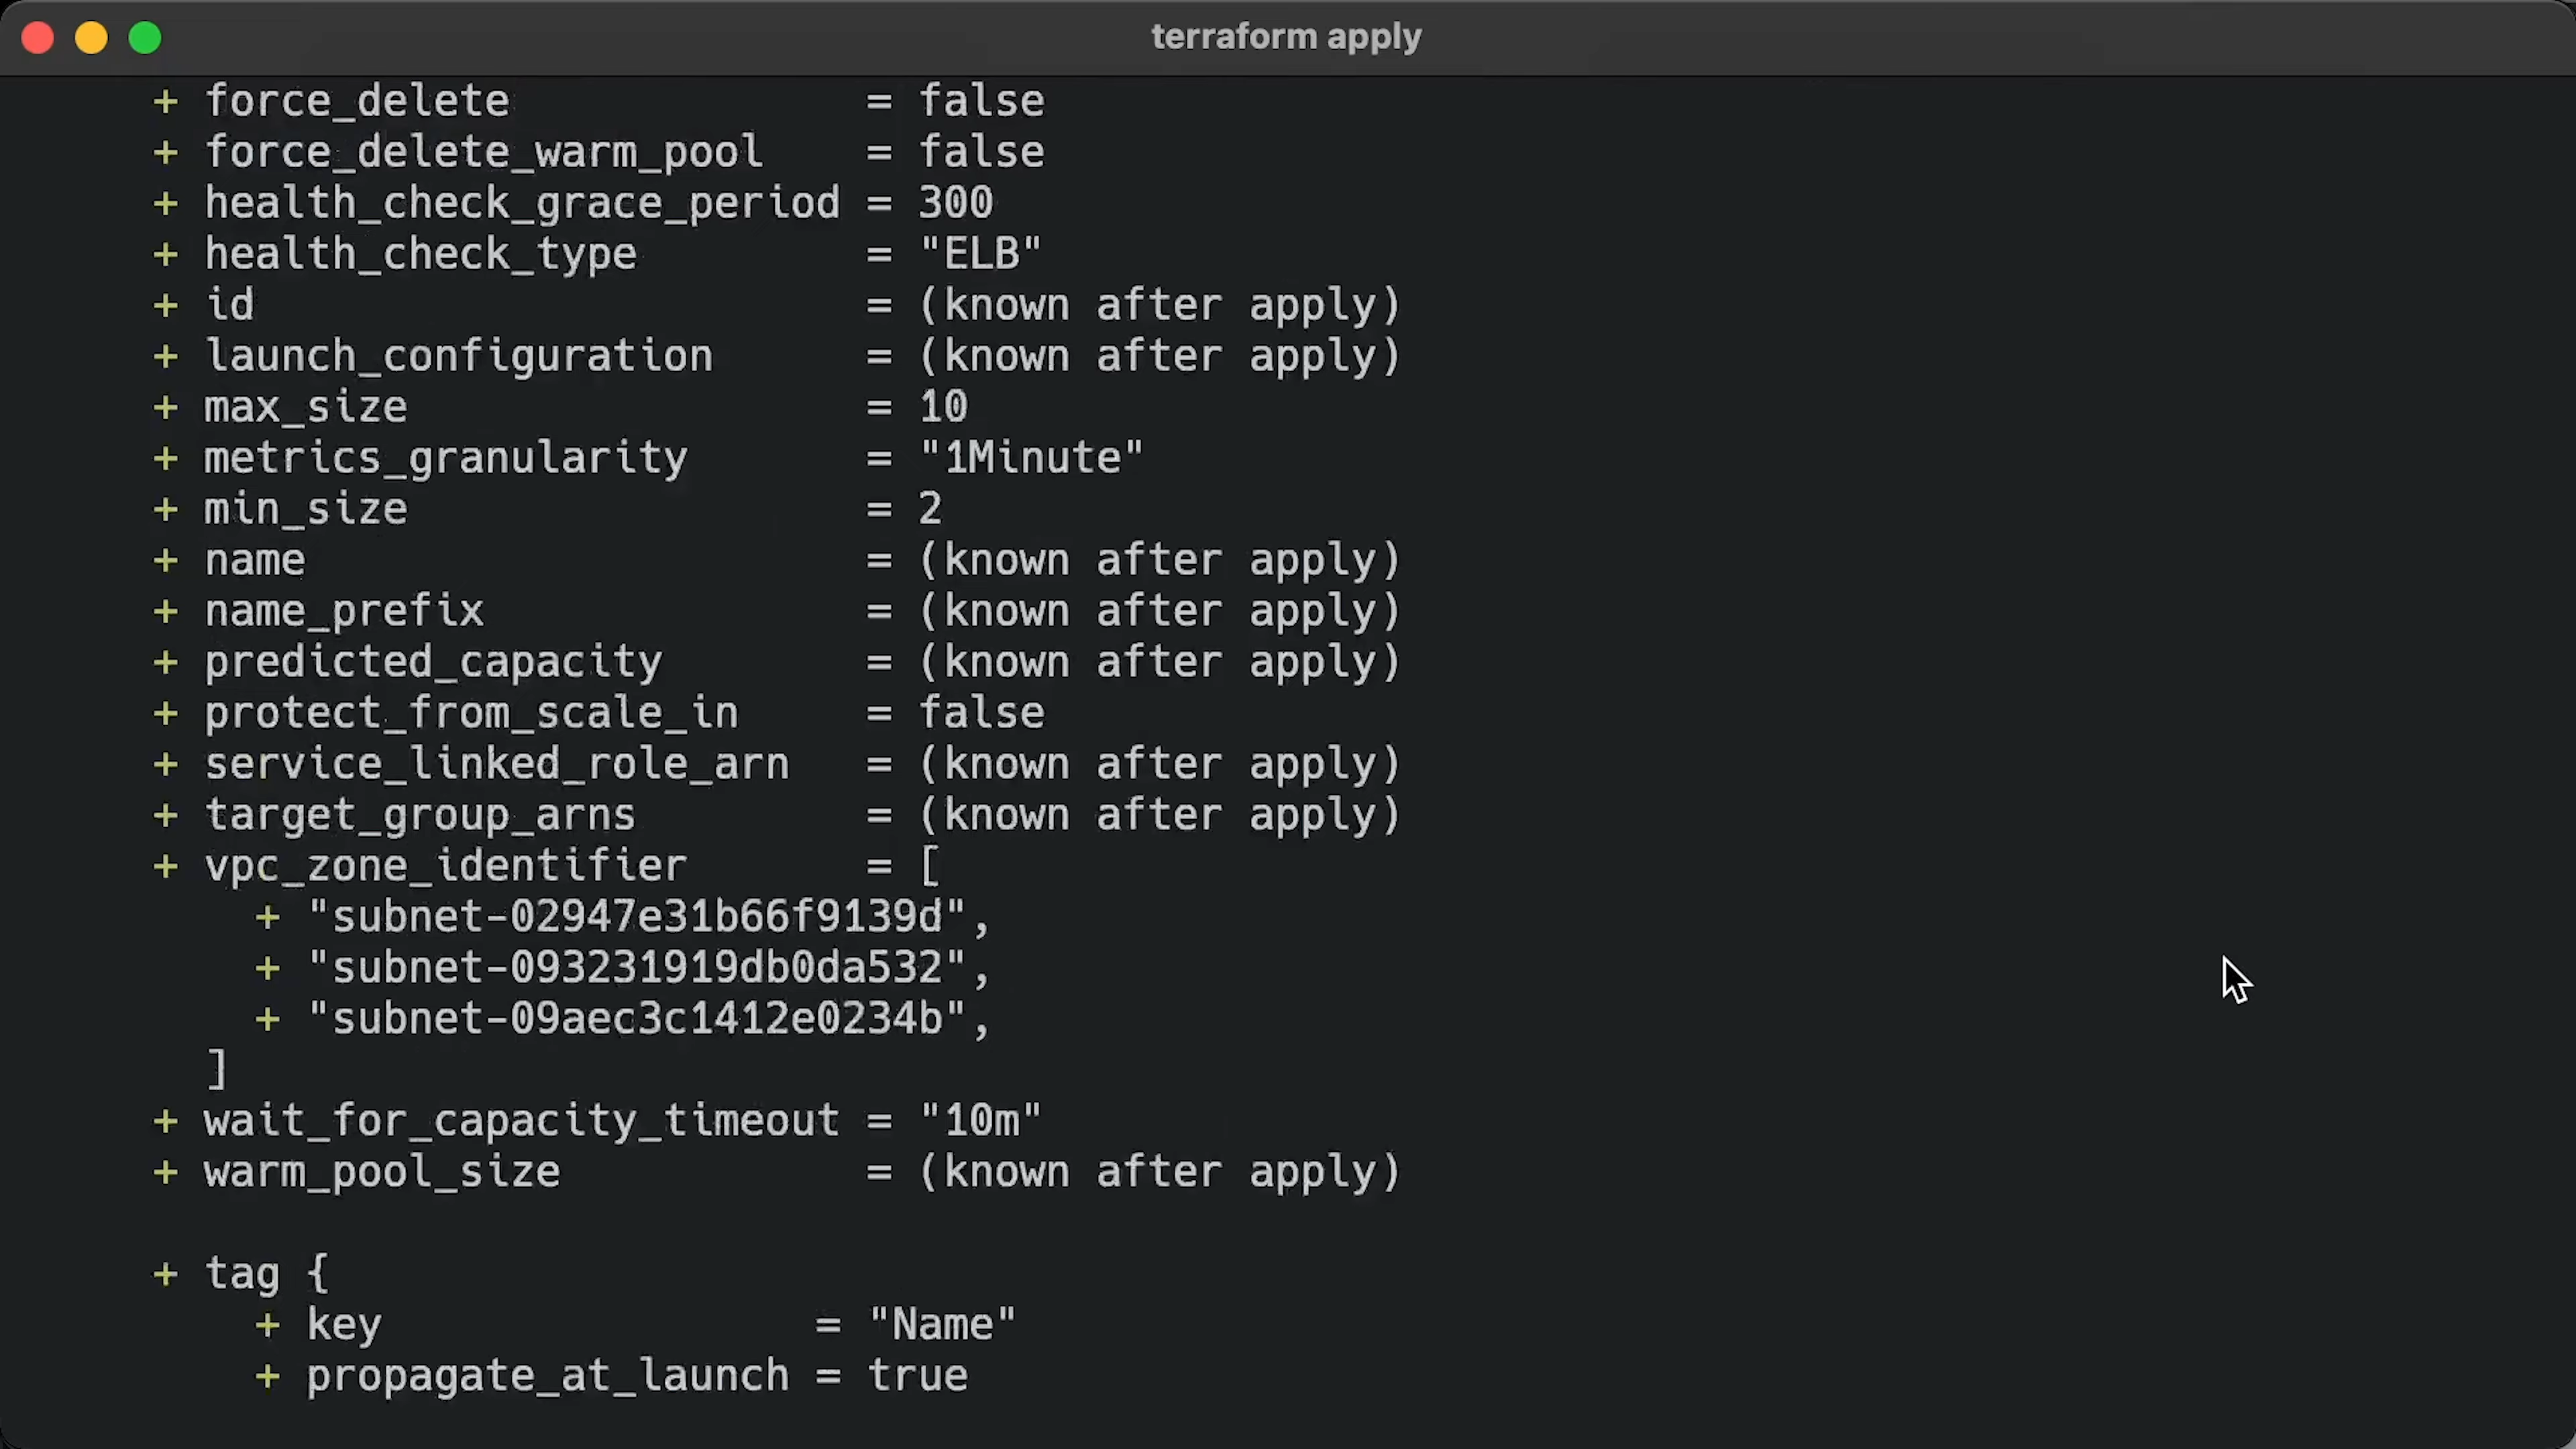 terraform apply
+ force_delete = false
+ force_delete_warm_pool = false
+ health_check_grace_period = 300
+ health_check_type = "ELB"
+ id = (known after apply)
+ launch_configuration = (known after apply)
+ max_size = 10
+ metrics_granularity = "1Minute"
+ min_size = 2
+ name = (known after apply)
+ name_prefix = (known after apply)
+ predicted_capacity = (known after apply)
+ protect_from_scale_in = false
+ service_linked_role_arn = (known after apply)
+ target_group_arns = (known after apply)
+ vpc_zone_identifier = [
+ "subnet-02947e31b66f9139d",
+ "subnet-093231919db0da532",
+ "subnet-09aec3c1412e0234b",
]
+ wait_for_capacity_timeout = "10m"
+ warm_pool_size = (known after apply)
+ tag {
+ key = "Name"
+ propagate_at_launch = true